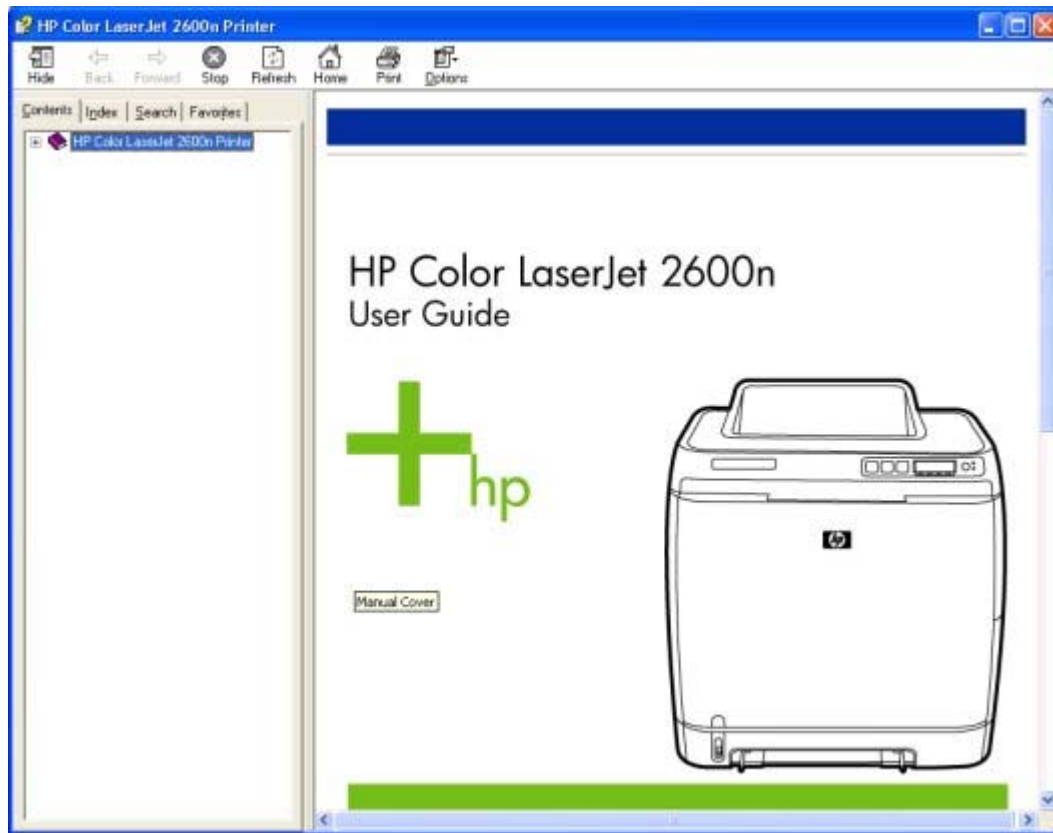 HP Color LaserJet 2600n Printer
Hide Back Forward Stop Refresh Home Print Options
Contents Index Search Favorites
HP Color LaserJet 2600n Printer
HP Color LaserJet 2600n
User Guide
hp
hp
Manual Cover